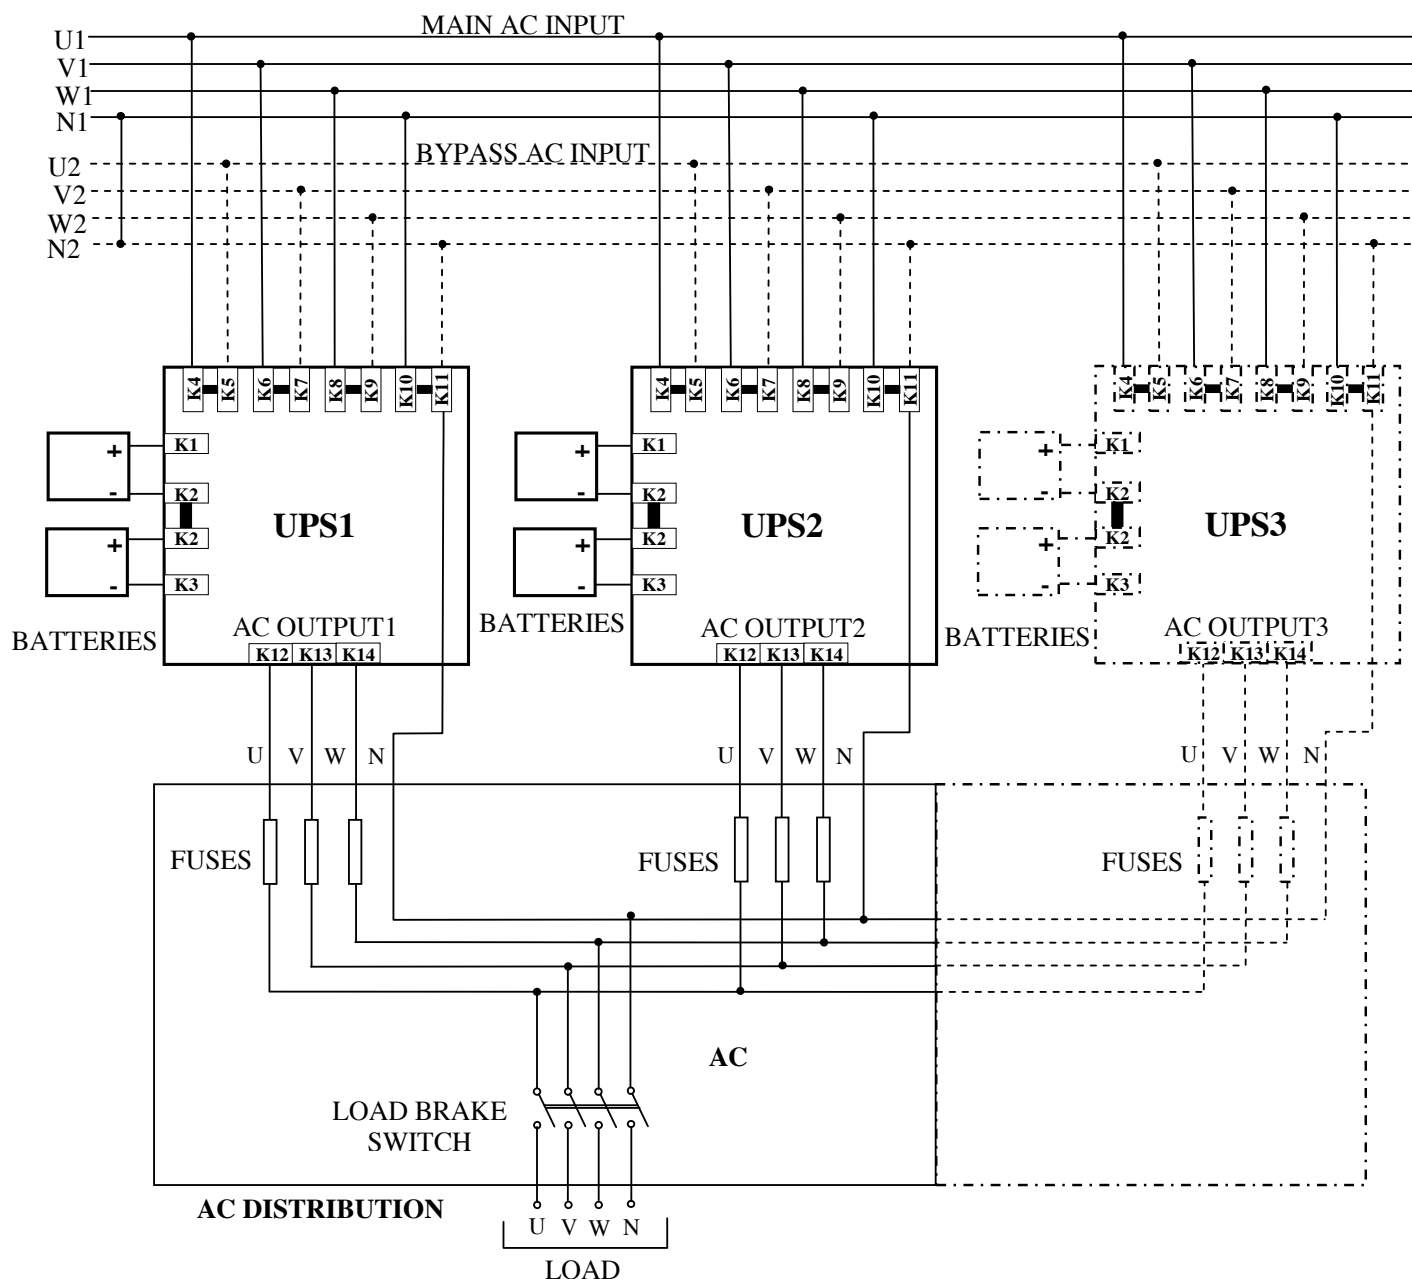 MAIN AC INPUT
U1
V1
W1
N1
BYPASS AC INPUT
U2
V2
W2
N2
K4 K5 K6 K7 K8 K9 K10 K11
K4 K5 K6 K7 K8 K9 K10 K11
K4 K5 K6 K7 K8 K9 K10 K11
+ K1 + K1 + K1
- K2 - K2 - K2
UPS1 UPS2 UPS3
+ K2 + K2 + K2
- K3 - K3 - K3
BATTERIES BATTERIES BATTERIES
AC OUTPUT1 AC OUTPUT2 AC OUTPUT3
K12 K13 K14 K12 K13 K14 K12 K13 K14
U V W N U V W N U V W N
FUSES FUSES FUSES
AC
LOAD BRAKE
SWITCH
AC DISTRIBUTION
U V W N
LOAD